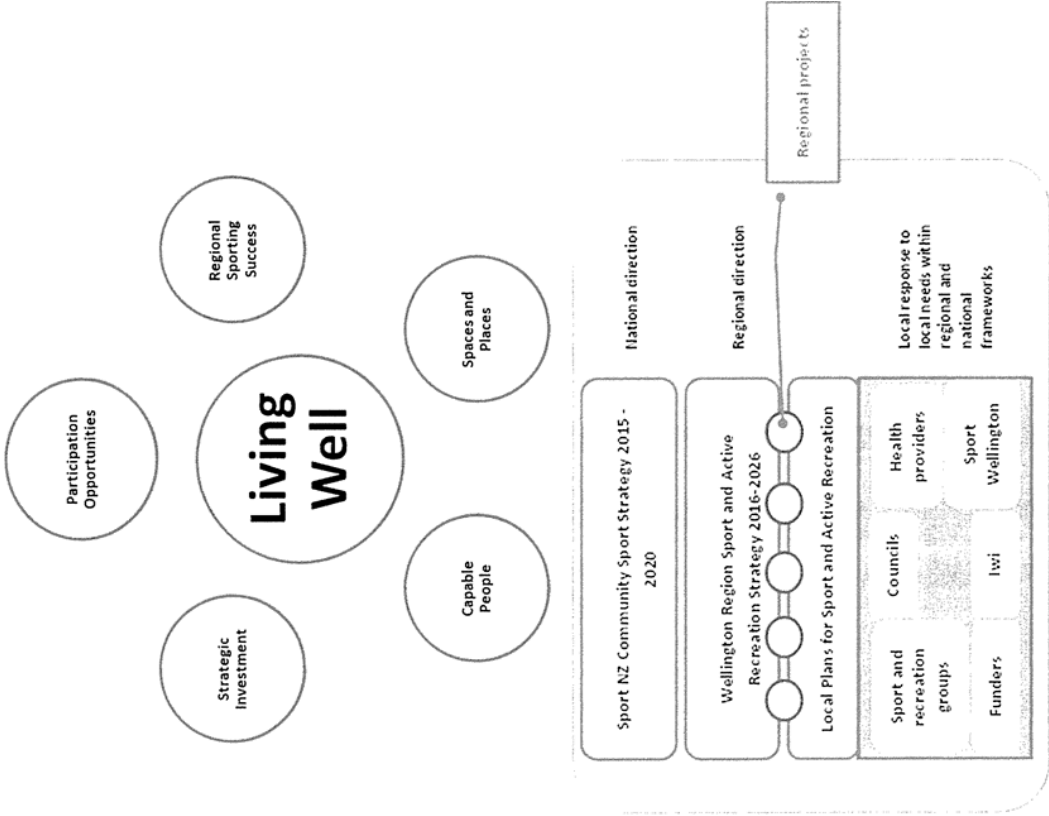 Participation
Opportunities
Strategic
Investment
Living
Well
Regional
Sporting
Success
Capable
People
Spaces and
Places
Sport NZ Community Sport Strategy 2015 -
2020
National direction
Wellington Region Sport and Active
Recreation Strategy 2016-2026
Regional direction
Regional projects
Local Plans for Sport and Active Recreation
Sport and
recreation
groups
Councils
Health
providers
Funders
Iwi
Sport
Wellington
Local response to
local needs within
regional and
national
frameworks